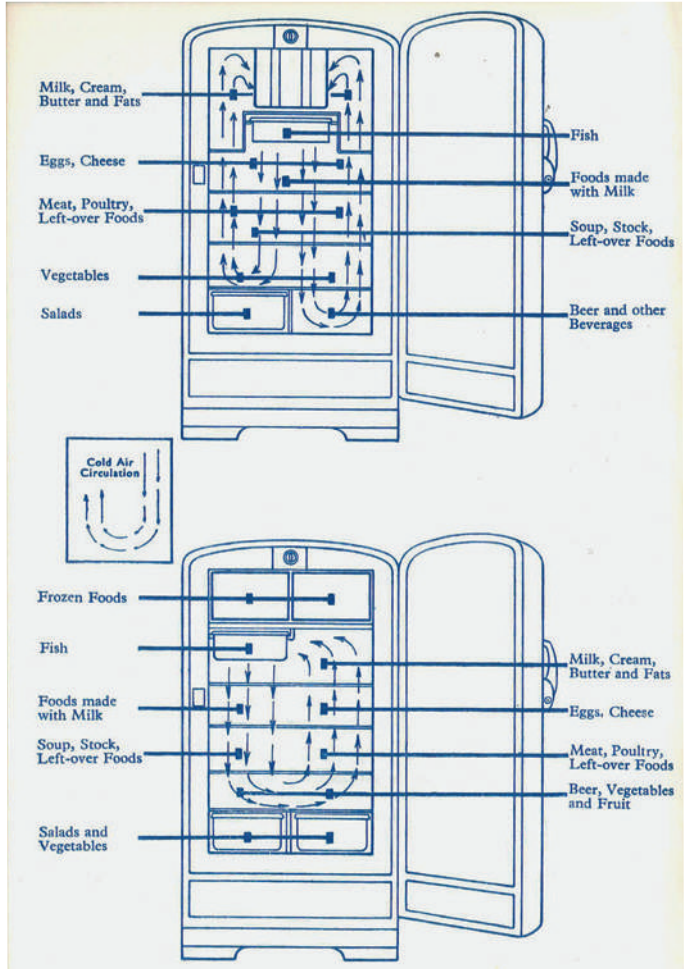 Milk, Cream,
Butter and Fats
Fish
Eggs, Cheese
Foods made
with Milk
Meat, Poultry,
Left-over Foods
Soup, Stock,
Left-over Foods
Vegetables
Salads
Beer and other
Beverages
Cold Air
Circulation
Frozen Foods
Fish
Milk, Cream,
Butter and Fats
Foods made
with Milk
Eggs. Cheese
Soup, Stock,
Left-over Foods
Meat, Poultry,
Left-over Foods
Beer, Vegetables
and Fruit
Salads and
Vegetables